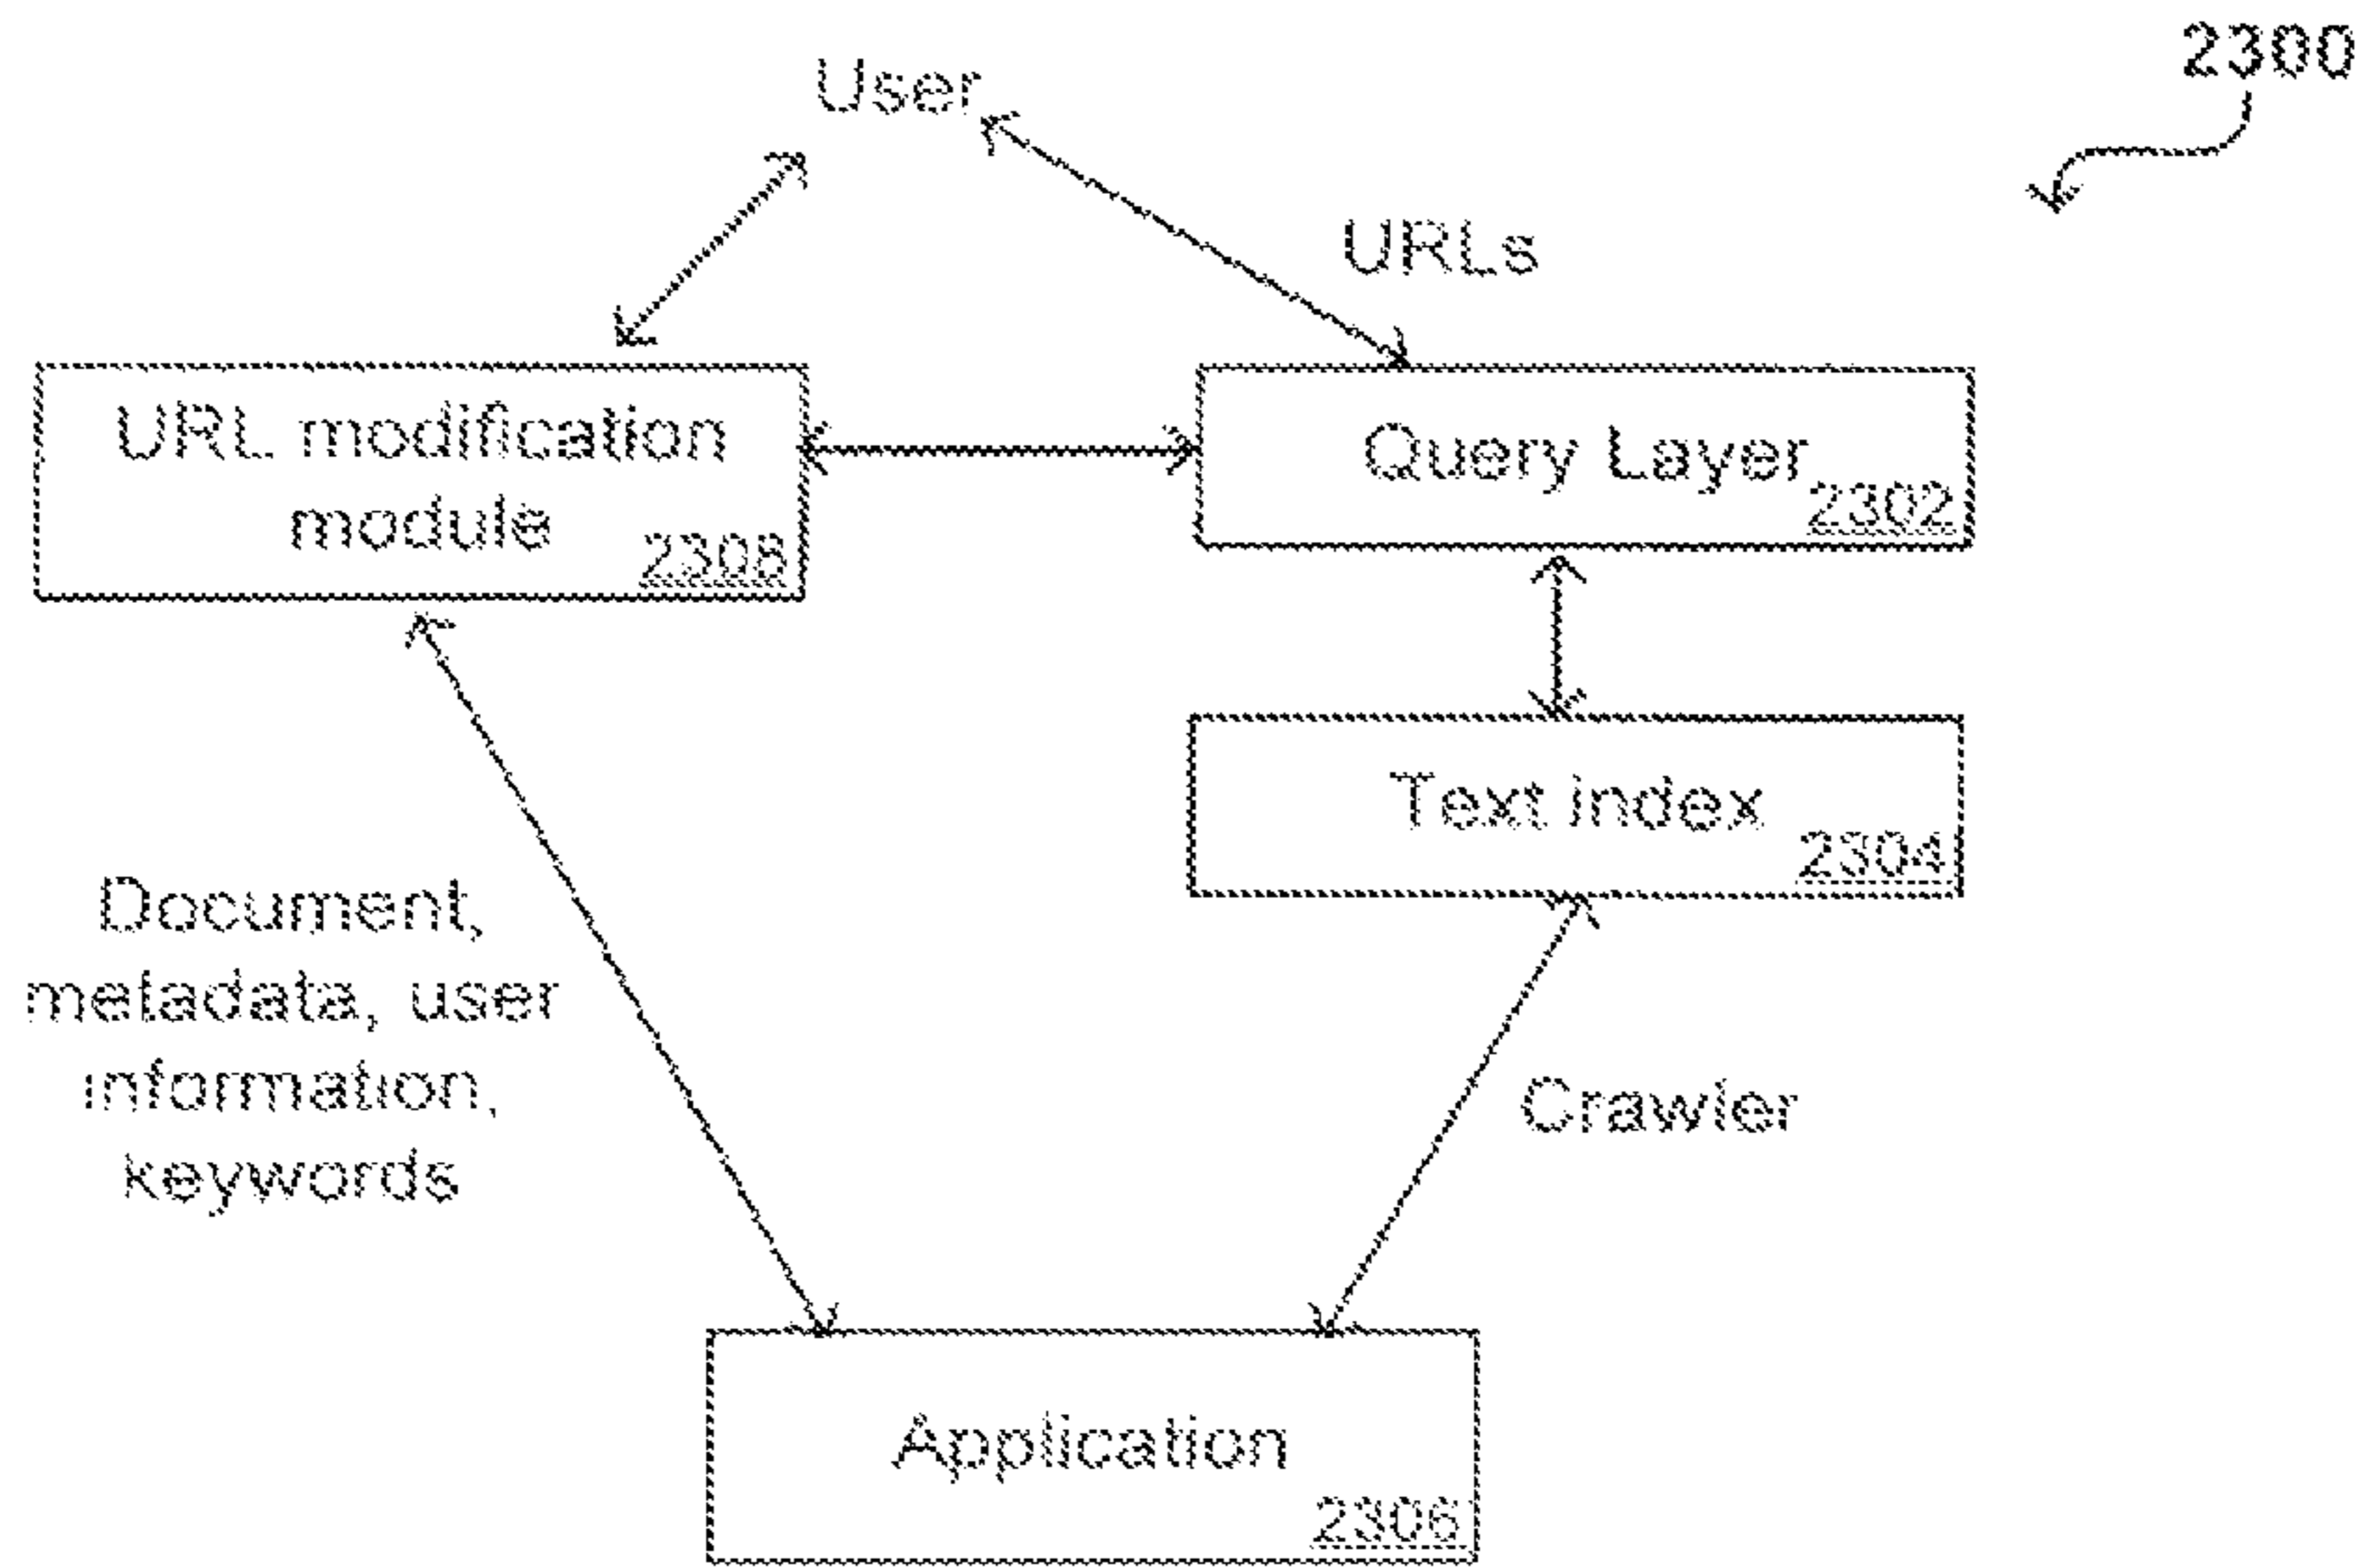 2300
User
URLs
URL modification
module
2308
Query Layer
2302
Text index
2304
Document,
metadata, user
information,
keywords
Crawler
Application
2306